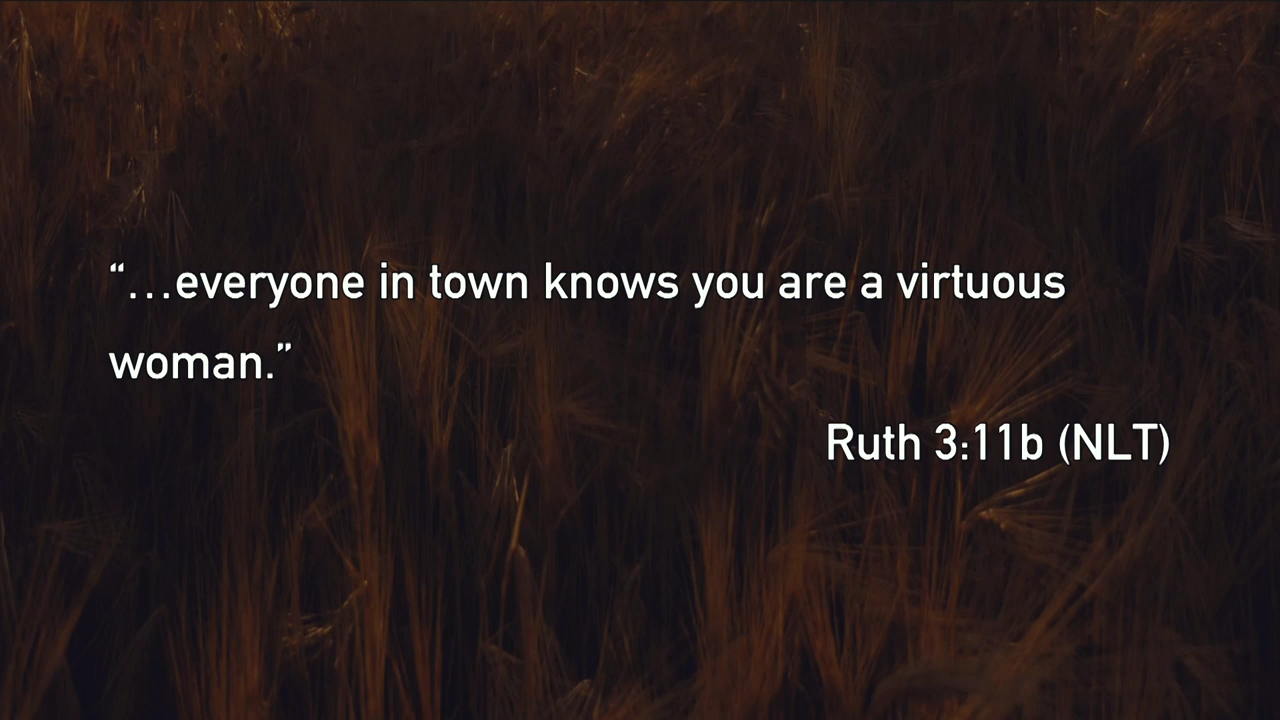 “…everyone in town knows you are a virtuous
woman.”
Ruth 3:11b (NLT)